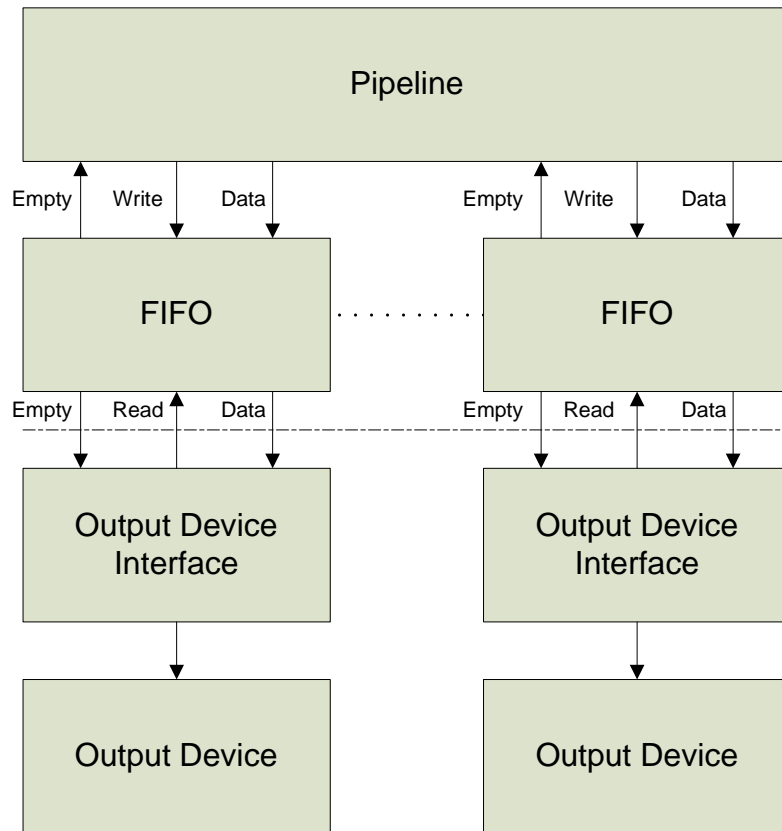 Pipeline
Empty Write Data Empty Write Data
FIFO FIFO
Empty Read Data Empty Read Data
Output Device Output Device
Interface Interface
Output Device Output Device